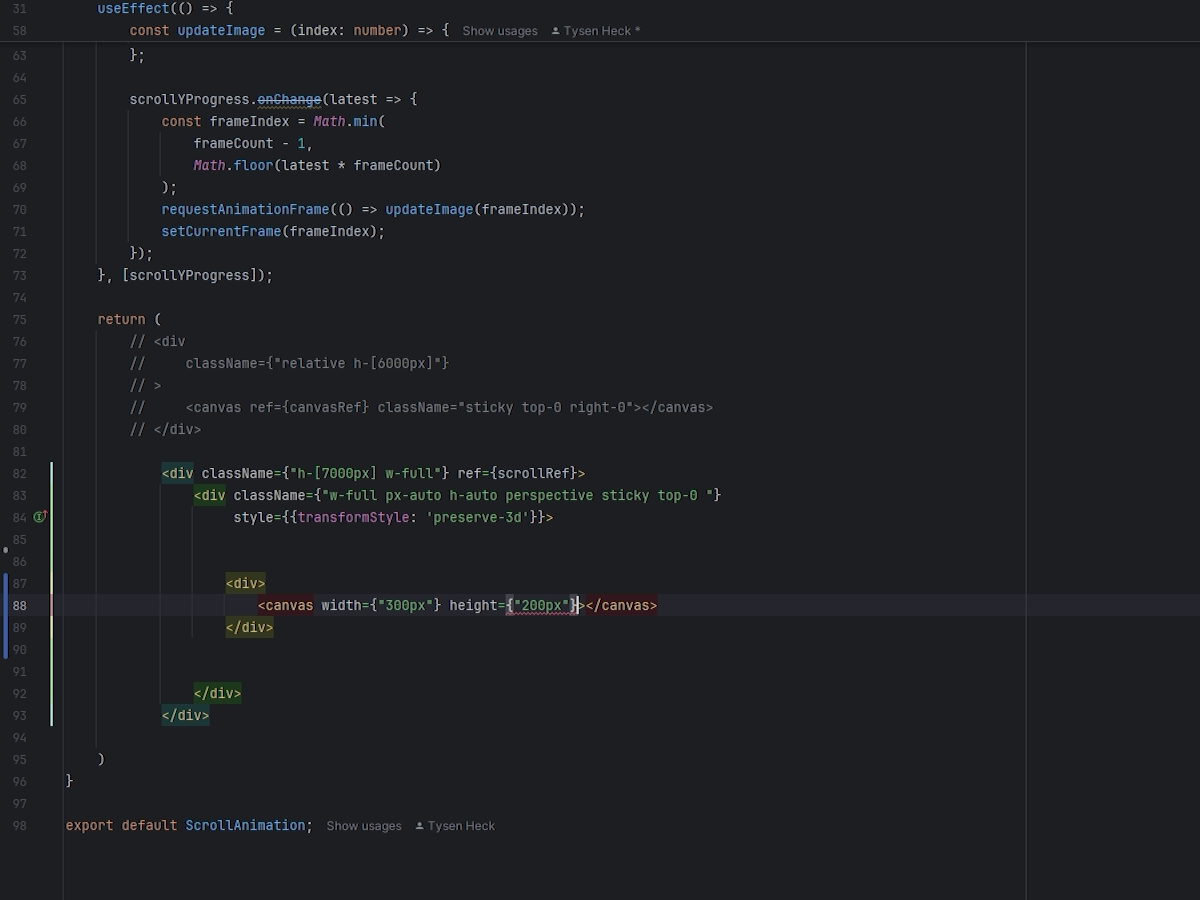 31 useEffect(() => {
58 const updateImage = (index: number) => { Show usages Tysen Heck *
63 };
64
65 scrollYProgress.onChange(latest => {
66 const frameIndex = Math.min(
67 frameCount - 1,
68 Math.floor(latest * frameCount)
69 );
70 requestAnimationFrame(() => updateImage(frameIndex));
71 setCurrentFrame(frameIndex);
72 });
73 }, [scrollYProgress]);
74
75 return (
76 // <div
77 // className={"relative h-[6000px]"}
78 // >
79 // <canvas ref={canvasRef} className="sticky top-0 right-0"></canvas>
80 // </div>
81
82 <div className={"h-[7000px] w-full"} ref={scrollRef}>
83 <div className={"w-full px-auto h-auto perspective sticky top-0 "}
84 style={{transformStyle: 'preserve-3d'}}>
85
86
87 <div>
88 <canvas width={"300px"} height={"200px"}></canvas>
89 </div>
90
91
92 </div>
93 </div>
94
95 )
96 }
97
98 export default ScrollAnimation; Show usages Tysen Heck